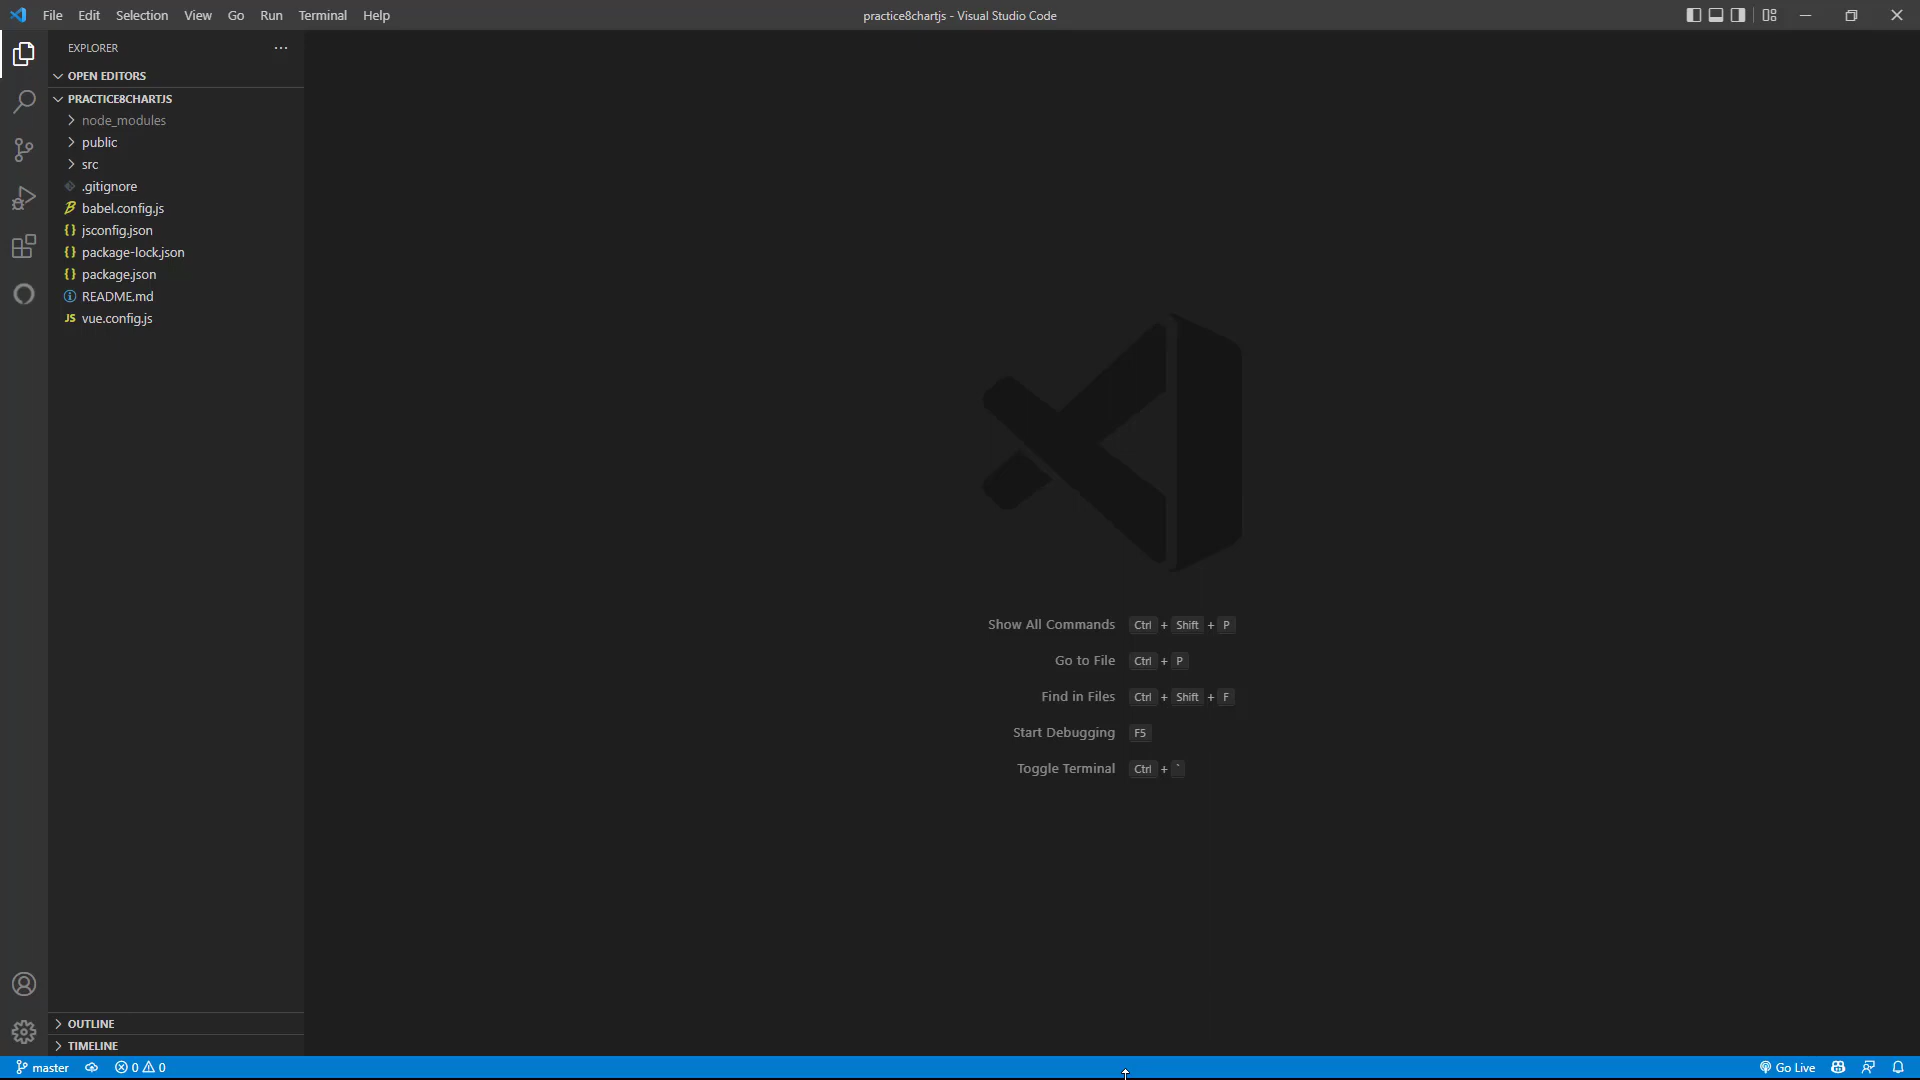 File Edit Selection View Go Run Terminal Help
practice8chartjs - Visual Studio Code
EXPLORER
OPEN EDITORS
PRACTICE8CHARTJS
node_modules
public
src
.gitignore
babel.config.js
jsconfig.json
package-lock.json
package.json
README.md
JS vue.config.js
Show All Commands Ctrl + Shift + P
Go to File Ctrl + P
Find in Files Ctrl + Shift + F
Start Debugging F5
Toggle Terminal Ctrl + `
OUTLINE
TIMELINE
master 0 0 Go Live